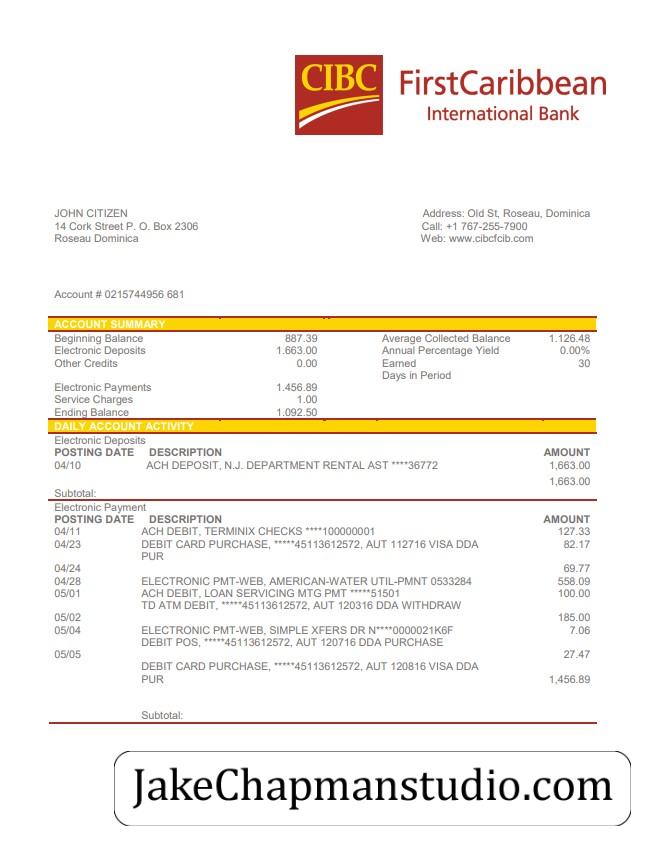 CIBC FirstCaribbean
International Bank
JOHN CITIZEN
14 Cork Street P. O. Box 2306
Roseau Dominica
Address: Old St, Roseau, Dominica
Call: +1 767-255-7900
Web: www.cibcfcib.com
Account # 0215744956 681
ACCOUNT SUMMARY
Beginning Balance 887.39 Average Collected Balance 1.126.48
Electronic Deposits 1.663.00 Annual Percentage Yield 0.00%
Other Credits 0.00 Earned 30
Days in Period
Electronic Payments 1.456.89
Service Charges 1.00
Ending Balance 1.092.50
DAILY ACCOUNT ACTIVITY
Electronic Deposits
POSTING DATE DESCRIPTION AMOUNT
04/10 ACH DEPOSIT, N.J. DEPARTMENT RENTAL AST ****36772 1,663.00
1,663.00
Subtotal:
Electronic Payment
POSTING DATE DESCRIPTION AMOUNT
04/11 ACH DEBIT, TERMINIX CHECKS ****100000001 127.33
04/23 DEBIT CARD PURCHASE, *****45113612572, AUT 112716 VISA DDA 82.17
PUR
04/24 69.77
04/28 ELECTRONIC PMT-WEB, AMERICAN-WATER UTIL-PMNT 0533284 558.09
05/01 ACH DEBIT, LOAN SERVICING MTG PMT *****51501 100.00
TD ATM DEBIT, *****45113612572, AUT 120316 DDA WITHDRAW
05/02 185.00
05/04 ELECTRONIC PMT-WEB, SIMPLE XFERS DR N****0000021K6F 7.06
DEBIT POS, *****45113612572, AUT 120716 DDA PURCHASE
05/05 27.47
DEBIT CARD PURCHASE, *****45113612572, AUT 120816 VISA DDA
PUR 1,456.89
Subtotal:
JakeChapmanstudio.com